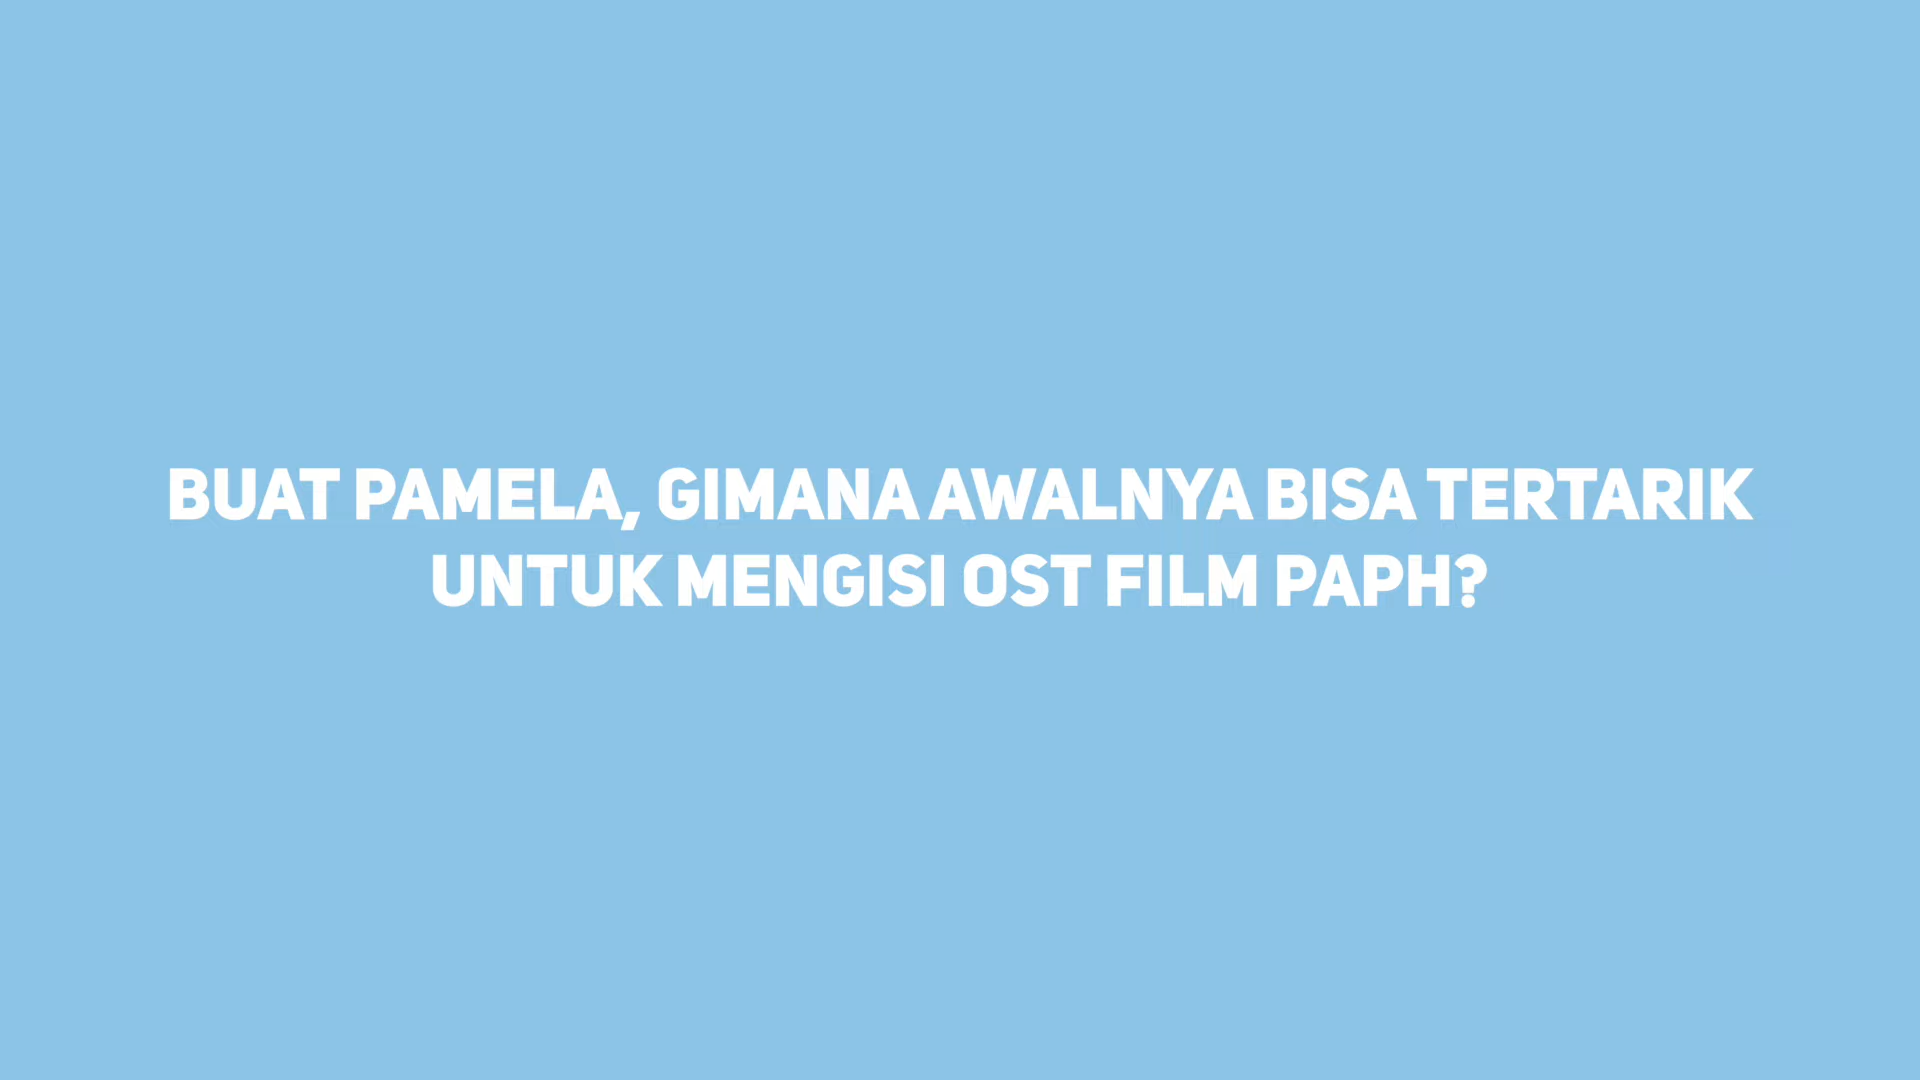 BUAT PAMELA, GIMANA AWALNYA BISA TERTARIK
UNTUK MENGISI OST FILM PAPH?